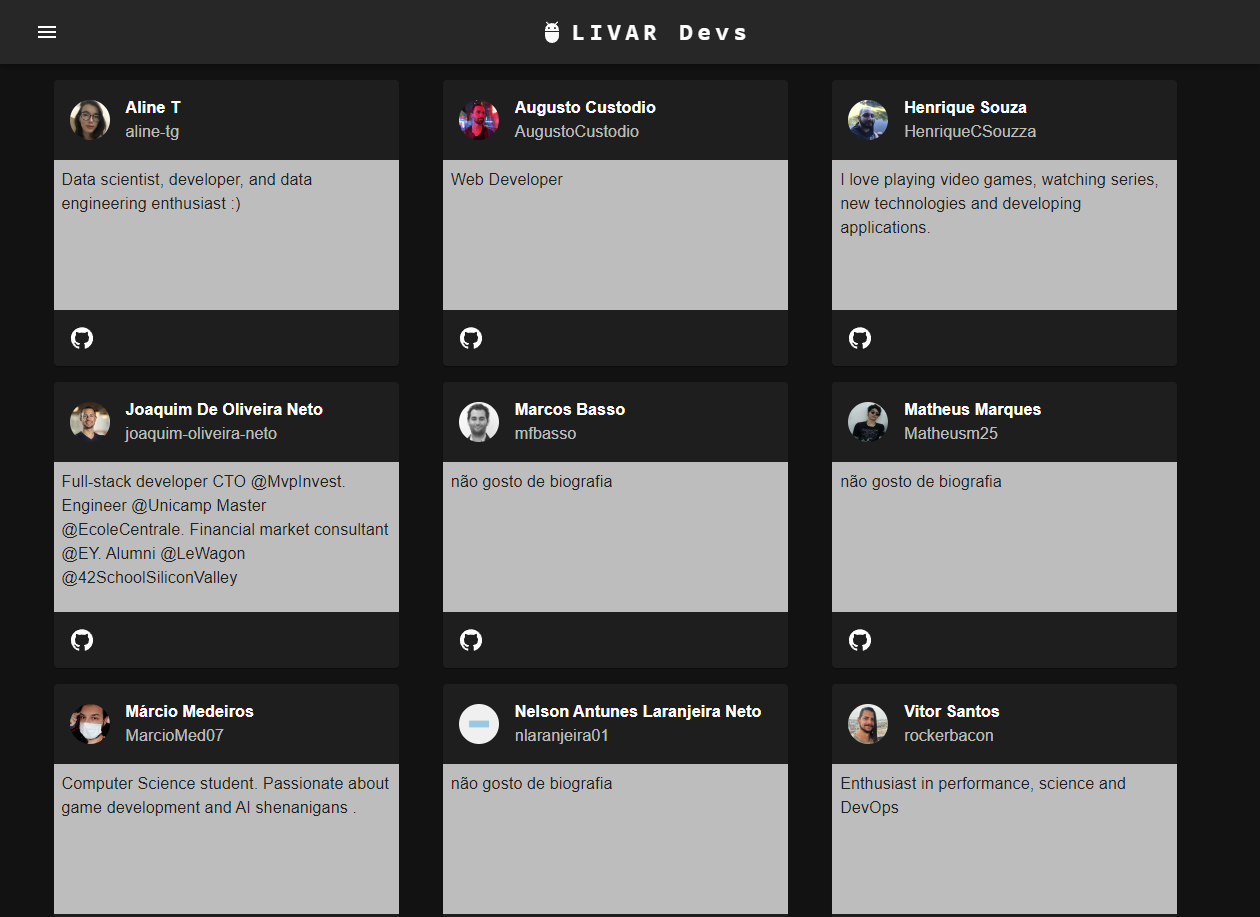 LIVAR Devs
Aline T
aline-tg
Data scientist, developer, and data
engineering enthusiast :)
Augusto Custodio
AugustoCustodio
Web Developer
Henrique Souza
HenriqueCSouzza
I love playing video games, watching series,
new technologies and developing
applications.
Joaquim De Oliveira Neto
joaquim-oliveira-neto
Full-stack developer CTO @MvpInvest.
Engineer @Unicamp Master
@EcoleCentrale. Financial market consultant
@EY. Alumni @LeWagon
@42SchoolSiliconValley
Marcos Basso
mfbasso
não gosto de biografia
Matheus Marques
Matheusm25
não gosto de biografia
Márcio Medeiros
MarcioMed07
Computer Science student. Passionate about
game development and AI shenanigans .
Nelson Antunes Laranjeira Neto
nlaranjeira01
não gosto de biografia
Vitor Santos
rockerbacon
Enthusiast in performance, science and
DevOps